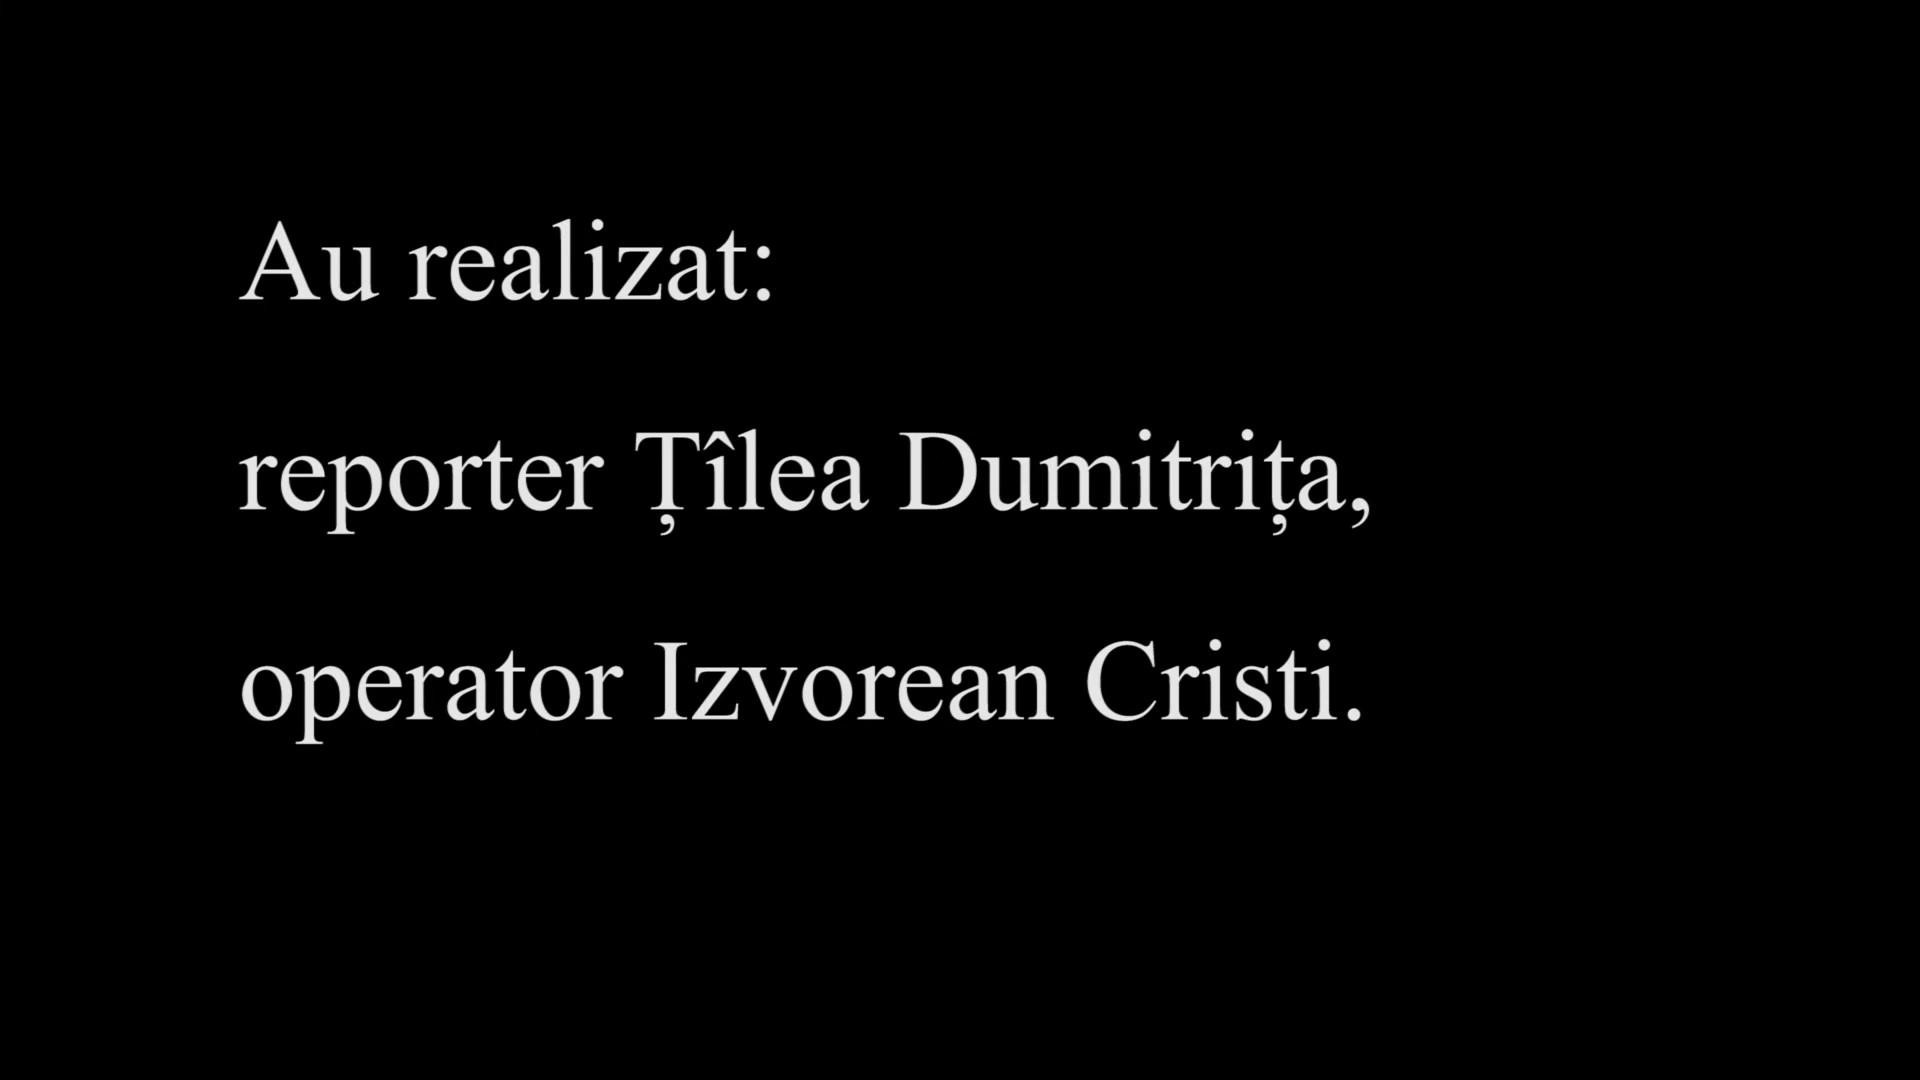 Au realizat:
reporter Țîlea Dumitrița,
operator Izvorean Cristi.